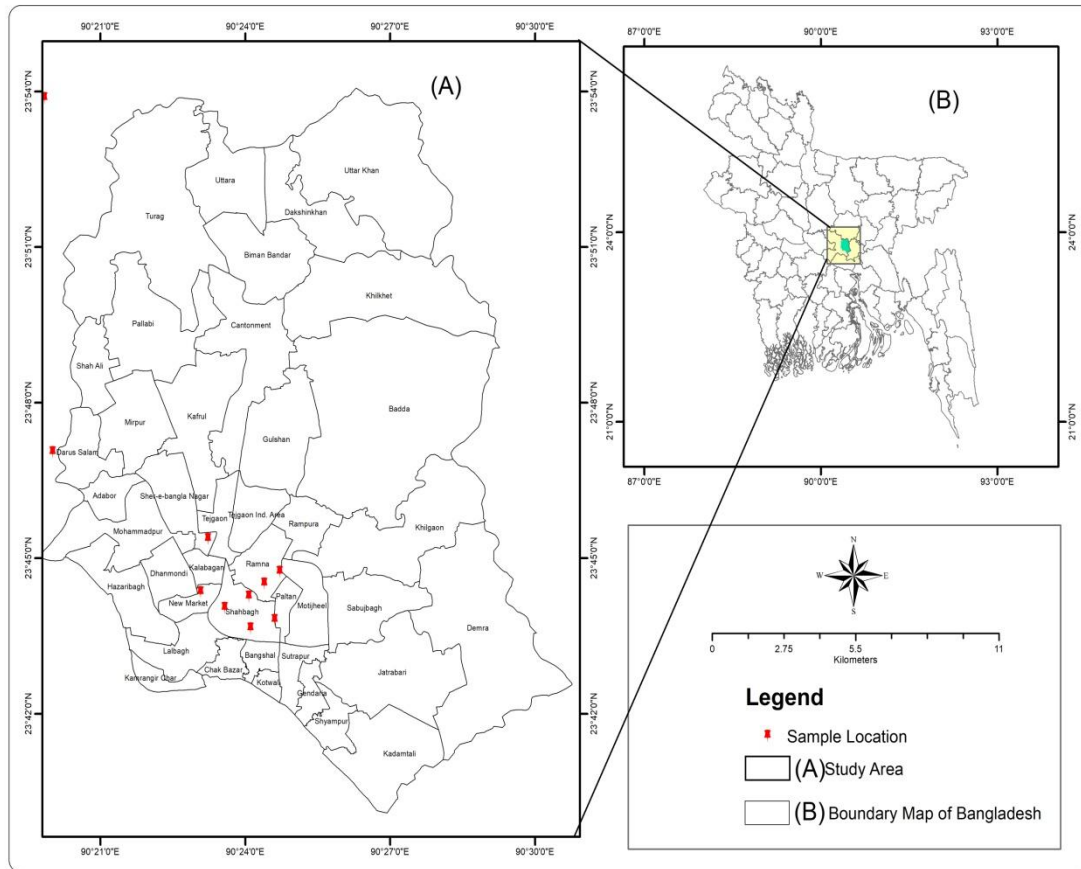 90°21'0"E 90°24'0"E 90°27'0"E 90°30'0"E
23°54'0"N
23°51'0"N
23°48'0"N
23°45'0"N
23°42'0"N
(A)
Uttara
Uttar Khan
Turag
Dakshinkhan
Biman Bandar
Khilkhet
Pallabi
Cantonment
Shah Ali
Badda
Mirpur
Kafrul
Gulshan
Darus Salam
Adabor
Sher-e-bangla Nagar
Tejgaon
Tejgaon Ind. Area
Rampura
Khilgaon
Mohammadpur
Kalabagan
Ramna
Dhanmondi
Hazaribagh
New Market
Shahbagh
Paltan
Motijheel
Sabujbagh
Demra
Lalbagh
Bangshal
Sutrapur
Chak Bazar
Kotwali
Kamrangir Char
Gendaria
Jatrabari
Shyampur
Kadamtali
23°54'0"N
23°51'0"N
23°48'0"N
23°45'0"N
23°42'0"N
90°21'0"E 90°24'0"E 90°27'0"E 90°30'0"E
87°0'0"E 90°0'0"E 93°0'0"E
(B)
24°0'0"N
21°0'0"N
24°0'0"N
21°0'0"N
87°0'0"E 90°0'0"E 93°0'0"E
N
W E
S
0 2.75 5.5 11
Kilometers
Legend
Sample Location
(A) Study Area
(B) Boundary Map of Bangladesh